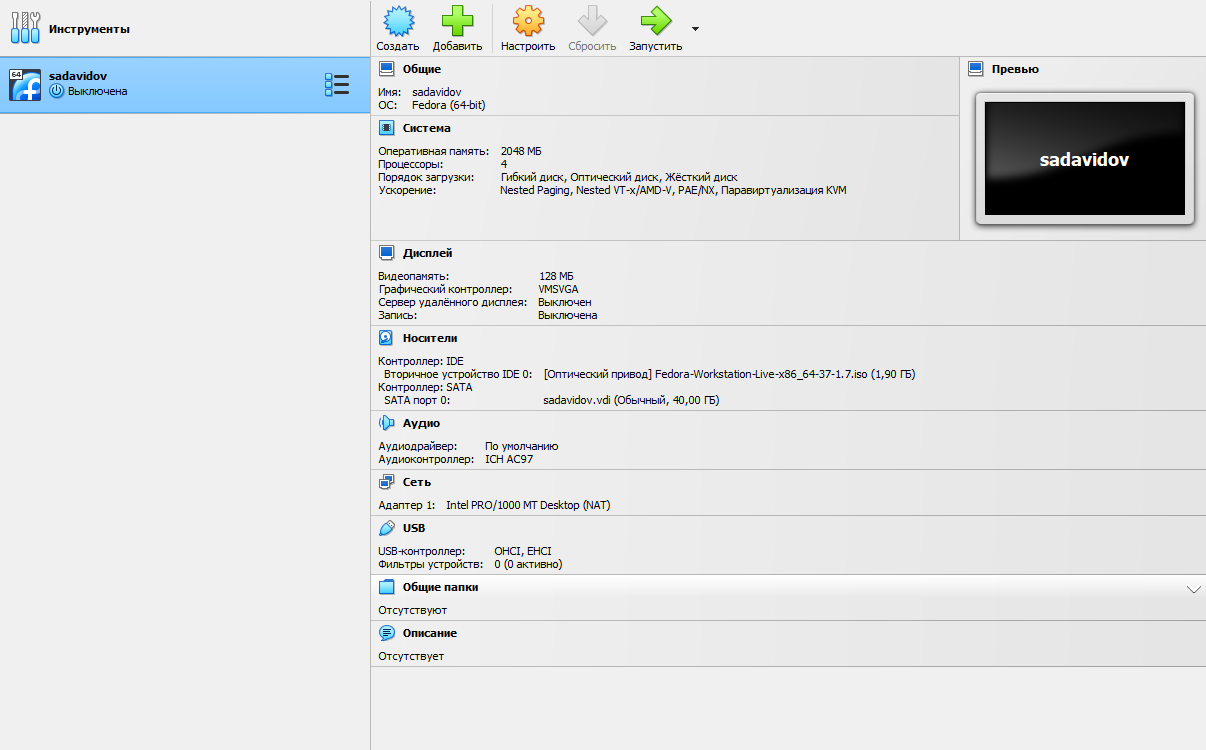 Инструменты
64
sadavidov
Выключена
Создать
Добавить
Настроить
Сбросить
Запустить
Общие
Имя: sadavidov
ОС: Fedora (64-bit)
Превью
sadavidov
Система
Оперативная память: 2048 МБ
Процессоры: 4
Порядок загрузки: Гибкий диск, Оптический диск, Жёсткий диск
Ускорение: Nested Paging, Nested VT-x/AMD-V, PAE/NX, Паравиртуализация KVM
Дисплей
Видеопамять: 128 МБ
Графический контроллер: VMSVGA
Сервер удалённого дисплея: Выключен
Запись: Выключена
Носители
Контроллер: IDE
Вторичное устройство IDE 0: [Оптический привод] Fedora-Workstation-Live-x86_64-37-1.7.iso (1,90 ГБ)
Контроллер: SATA
SATA порт 0: sadavidov.vdi (Обычный, 40,00 ГБ)
Аудио
Аудиодрайвер: По умолчанию
Аудиоконтроллер: ICH AC97
Сеть
Адаптер 1: Intel PRO/1000 MT Desktop (NAT)
USB
USB-контроллер: OHCI, EHCI
Фильтры устройств: 0 (0 активно)
Общие папки
Отсутствуют
Описание
Отсутствует